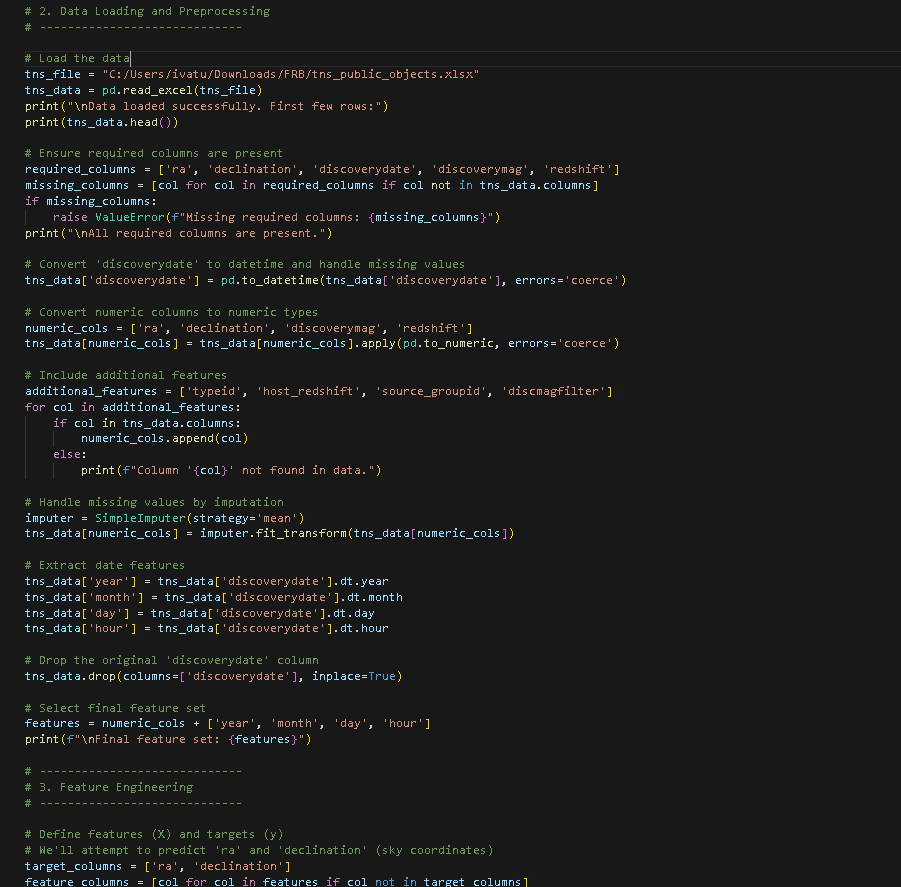 # 2. Data Loading and Preprocessing
# -----------------------------
# Load the data
tns_file = "C:/Users/ivatu/Downloads/FRB/tns_public_objects.xlsx"
tns_data = pd.read_excel(tns_file)
print("\nData loaded successfully. First few rows:")
print(tns_data.head())
# Ensure required columns are present
required_columns = ['ra', 'declination', 'discoverydate', 'discoverymag', 'redshift']
missing_columns = [col for col in required_columns if col not in tns_data.columns]
if missing_columns:
    raise ValueError(f"Missing required columns: {missing_columns}")
print("\nAll required columns are present.")
# Convert 'discoverydate' to datetime and handle missing values
tns_data['discoverydate'] = pd.to_datetime(tns_data['discoverydate'], errors='coerce')
# Convert numeric columns to numeric types
numeric_cols = ['ra', 'declination', 'discoverymag', 'redshift']
tns_data[numeric_cols] = tns_data[numeric_cols].apply(pd.to_numeric, errors='coerce')
# Include additional features
additional_features = ['typeid', 'host_redshift', 'source_groupid', 'discmagfilter']
for col in additional_features:
    if col in tns_data.columns:
        numeric_cols.append(col)
    else:
        print(f"Column '{col}' not found in data.")
# Handle missing values by imputation
imputer = SimpleImputer(strategy='mean')
tns_data[numeric_cols] = imputer.fit_transform(tns_data[numeric_cols])
# Extract date features
tns_data['year'] = tns_data['discoverydate'].dt.year
tns_data['month'] = tns_data['discoverydate'].dt.month
tns_data['day'] = tns_data['discoverydate'].dt.day
tns_data['hour'] = tns_data['discoverydate'].dt.hour
# Drop the original 'discoverydate' column
tns_data.drop(columns=['discoverydate'], inplace=True)
# Select final feature set
features = numeric_cols + ['year', 'month', 'day', 'hour']
print(f"\nFinal feature set: {features}")
# -----------------------------
# 3. Feature Engineering
# -----------------------------
# Define features (X) and targets (y)
# We'll attempt to predict 'ra' and 'declination' (sky coordinates)
target_columns = ['ra', 'declination']
feature_columns = [col for col in features if col not in target_columns]